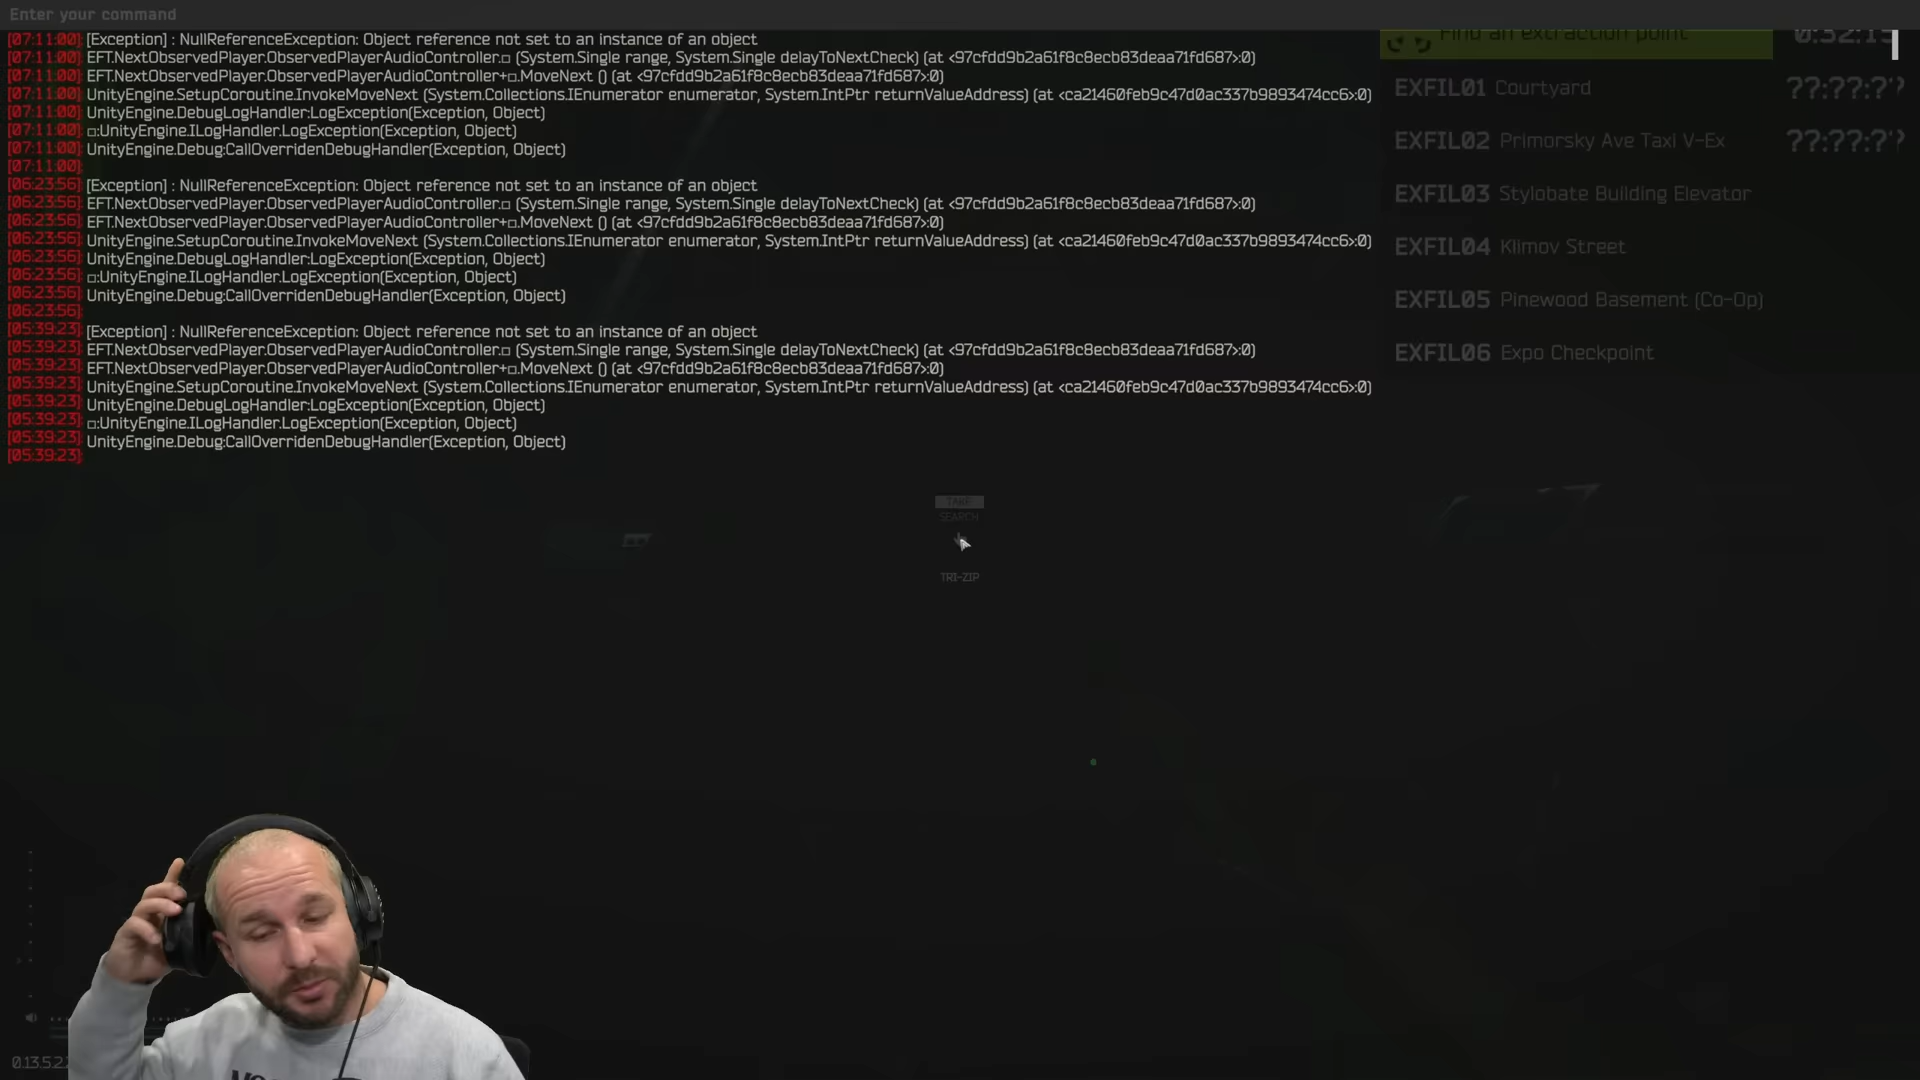 Enter your command
[07:11:00]: [Exception] : NullReferenceException: Object reference not set to an instance of an object
[07:11:00]: EFT.NextObservedPlayer.ObservedPlayerAudioController.□ (System.Single range, System.Single delayToNextCheck) (at <97cfdd9b2a61f8c8ecb83deaa71fd687>:0)
[07:11:00]: EFT.NextObservedPlayer.ObservedPlayerAudioController+□.MoveNext () (at <97cfdd9b2a61f8c8ecb83deaa71fd687>:0)
[07:11:00]: UnityEngine.SetupCoroutine.InvokeMoveNext (System.Collections.IEnumerator enumerator, System.IntPtr returnValueAddress) (at <ca21460feb9c47d0ac337b9893474cc6>:0)
[07:11:00]: UnityEngine.DebugLogHandler:LogException(Exception, Object)
[07:11:00]: □:UnityEngine.ILogHandler.LogException(Exception, Object)
[07:11:00]: UnityEngine.Debug:CallOverridenDebugHandler(Exception, Object)
[07:11:00]:
[06:23:56]: [Exception] : NullReferenceException: Object reference not set to an instance of an object
[06:23:56]: EFT.NextObservedPlayer.ObservedPlayerAudioController.□ (System.Single range, System.Single delayToNextCheck) (at <97cfdd9b2a61f8c8ecb83deaa71fd687>:0)
[06:23:56]: EFT.NextObservedPlayer.ObservedPlayerAudioController+□.MoveNext () (at <97cfdd9b2a61f8c8ecb83deaa71fd687>:0)
[06:23:56]: UnityEngine.SetupCoroutine.InvokeMoveNext (System.Collections.IEnumerator enumerator, System.IntPtr returnValueAddress) (at <ca21460feb9c47d0ac337b9893474cc6>:0)
[06:23:56]: UnityEngine.DebugLogHandler:LogException(Exception, Object)
[06:23:56]: □:UnityEngine.ILogHandler.LogException(Exception, Object)
[06:23:56]: UnityEngine.Debug:CallOverridenDebugHandler(Exception, Object)
[06:23:56]:
[05:39:23]: [Exception] : NullReferenceException: Object reference not set to an instance of an object
[05:39:23]: EFT.NextObservedPlayer.ObservedPlayerAudioController.□ (System.Single range, System.Single delayToNextCheck) (at <97cfdd9b2a61f8c8ecb83deaa71fd687>:0)
[05:39:23]: EFT.NextObservedPlayer.ObservedPlayerAudioController+□.MoveNext () (at <97cfdd9b2a61f8c8ecb83deaa71fd687>:0)
[05:39:23]: UnityEngine.SetupCoroutine.InvokeMoveNext (System.Collections.IEnumerator enumerator, System.IntPtr returnValueAddress) (at <ca21460feb9c47d0ac337b9893474cc6>:0)
[05:39:23]: UnityEngine.DebugLogHandler:LogException(Exception, Object)
[05:39:23]: □:UnityEngine.ILogHandler.LogException(Exception, Object)
[05:39:23]: UnityEngine.Debug:CallOverridenDebugHandler(Exception, Object)
[05:39:23]:
Find an extraction point 0:32:15
EXFIL01 Courtyard ??:??:??
EXFIL02 Primorsky Ave Taxi V-Ex ??:??:??
EXFIL03 Stylobate Building Elevator
EXFIL04 Klimov Street
EXFIL05 Pinewood Basement (Co-Op)
EXFIL06 Expo Checkpoint
TAKE
SEARCH
TRI-ZIP
0.13.5.2